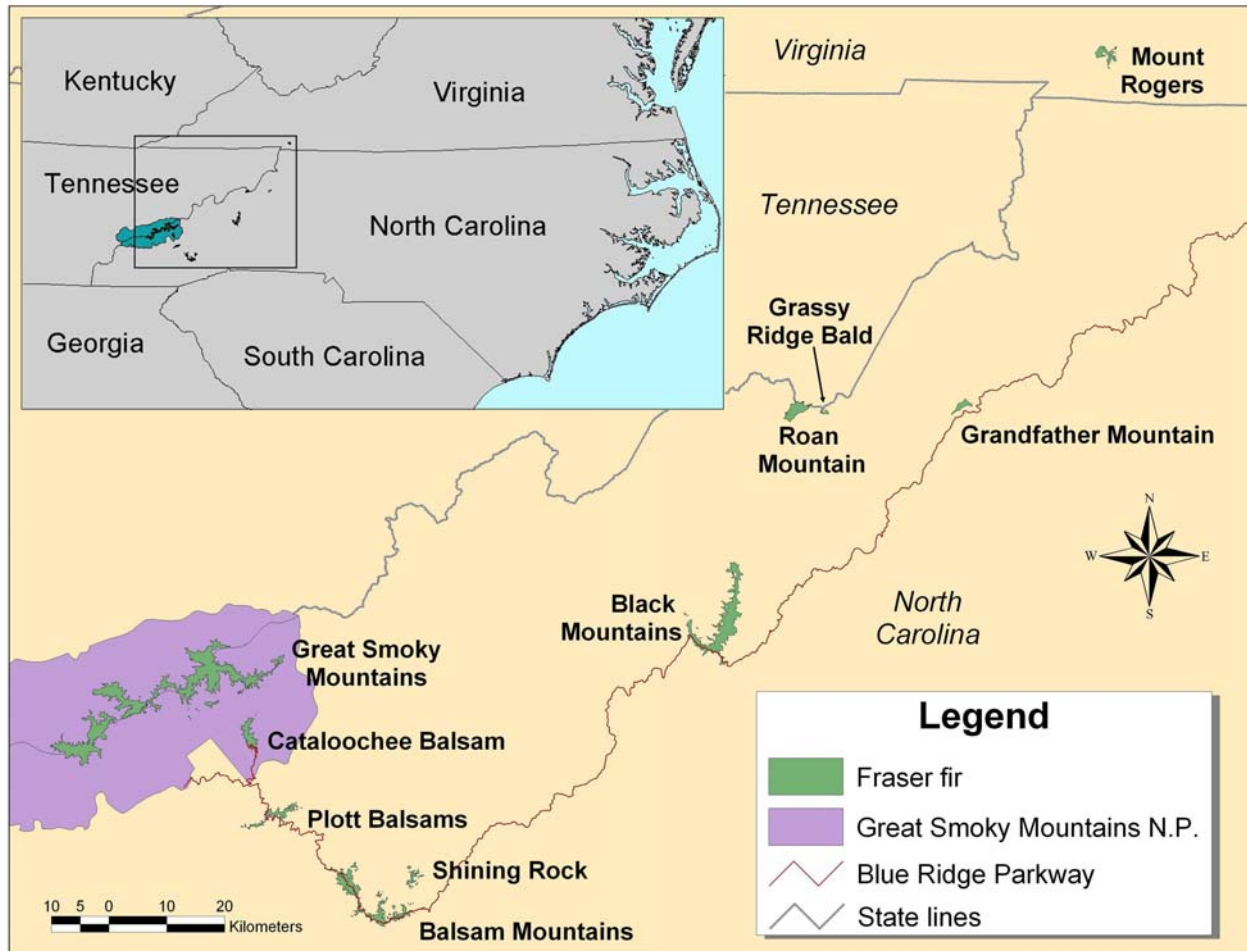 Kentucky
Virginia
Tennessee
North Carolina
Georgia
South Carolina
Virginia
Mount
Rogers
Tennessee
Grassy
Ridge Bald
Roan
Mountain
Grandfather Mountain
N
W
E
S
Black
Mountains
North
Carolina
Great Smoky
Mountains
Cataloochee Balsam
Plott Balsams
Shining Rock
Balsam Mountains
10 5 0 10 20
Kilometers
Legend
Fraser fir
Great Smoky Mountains N.P.
Blue Ridge Parkway
State lines